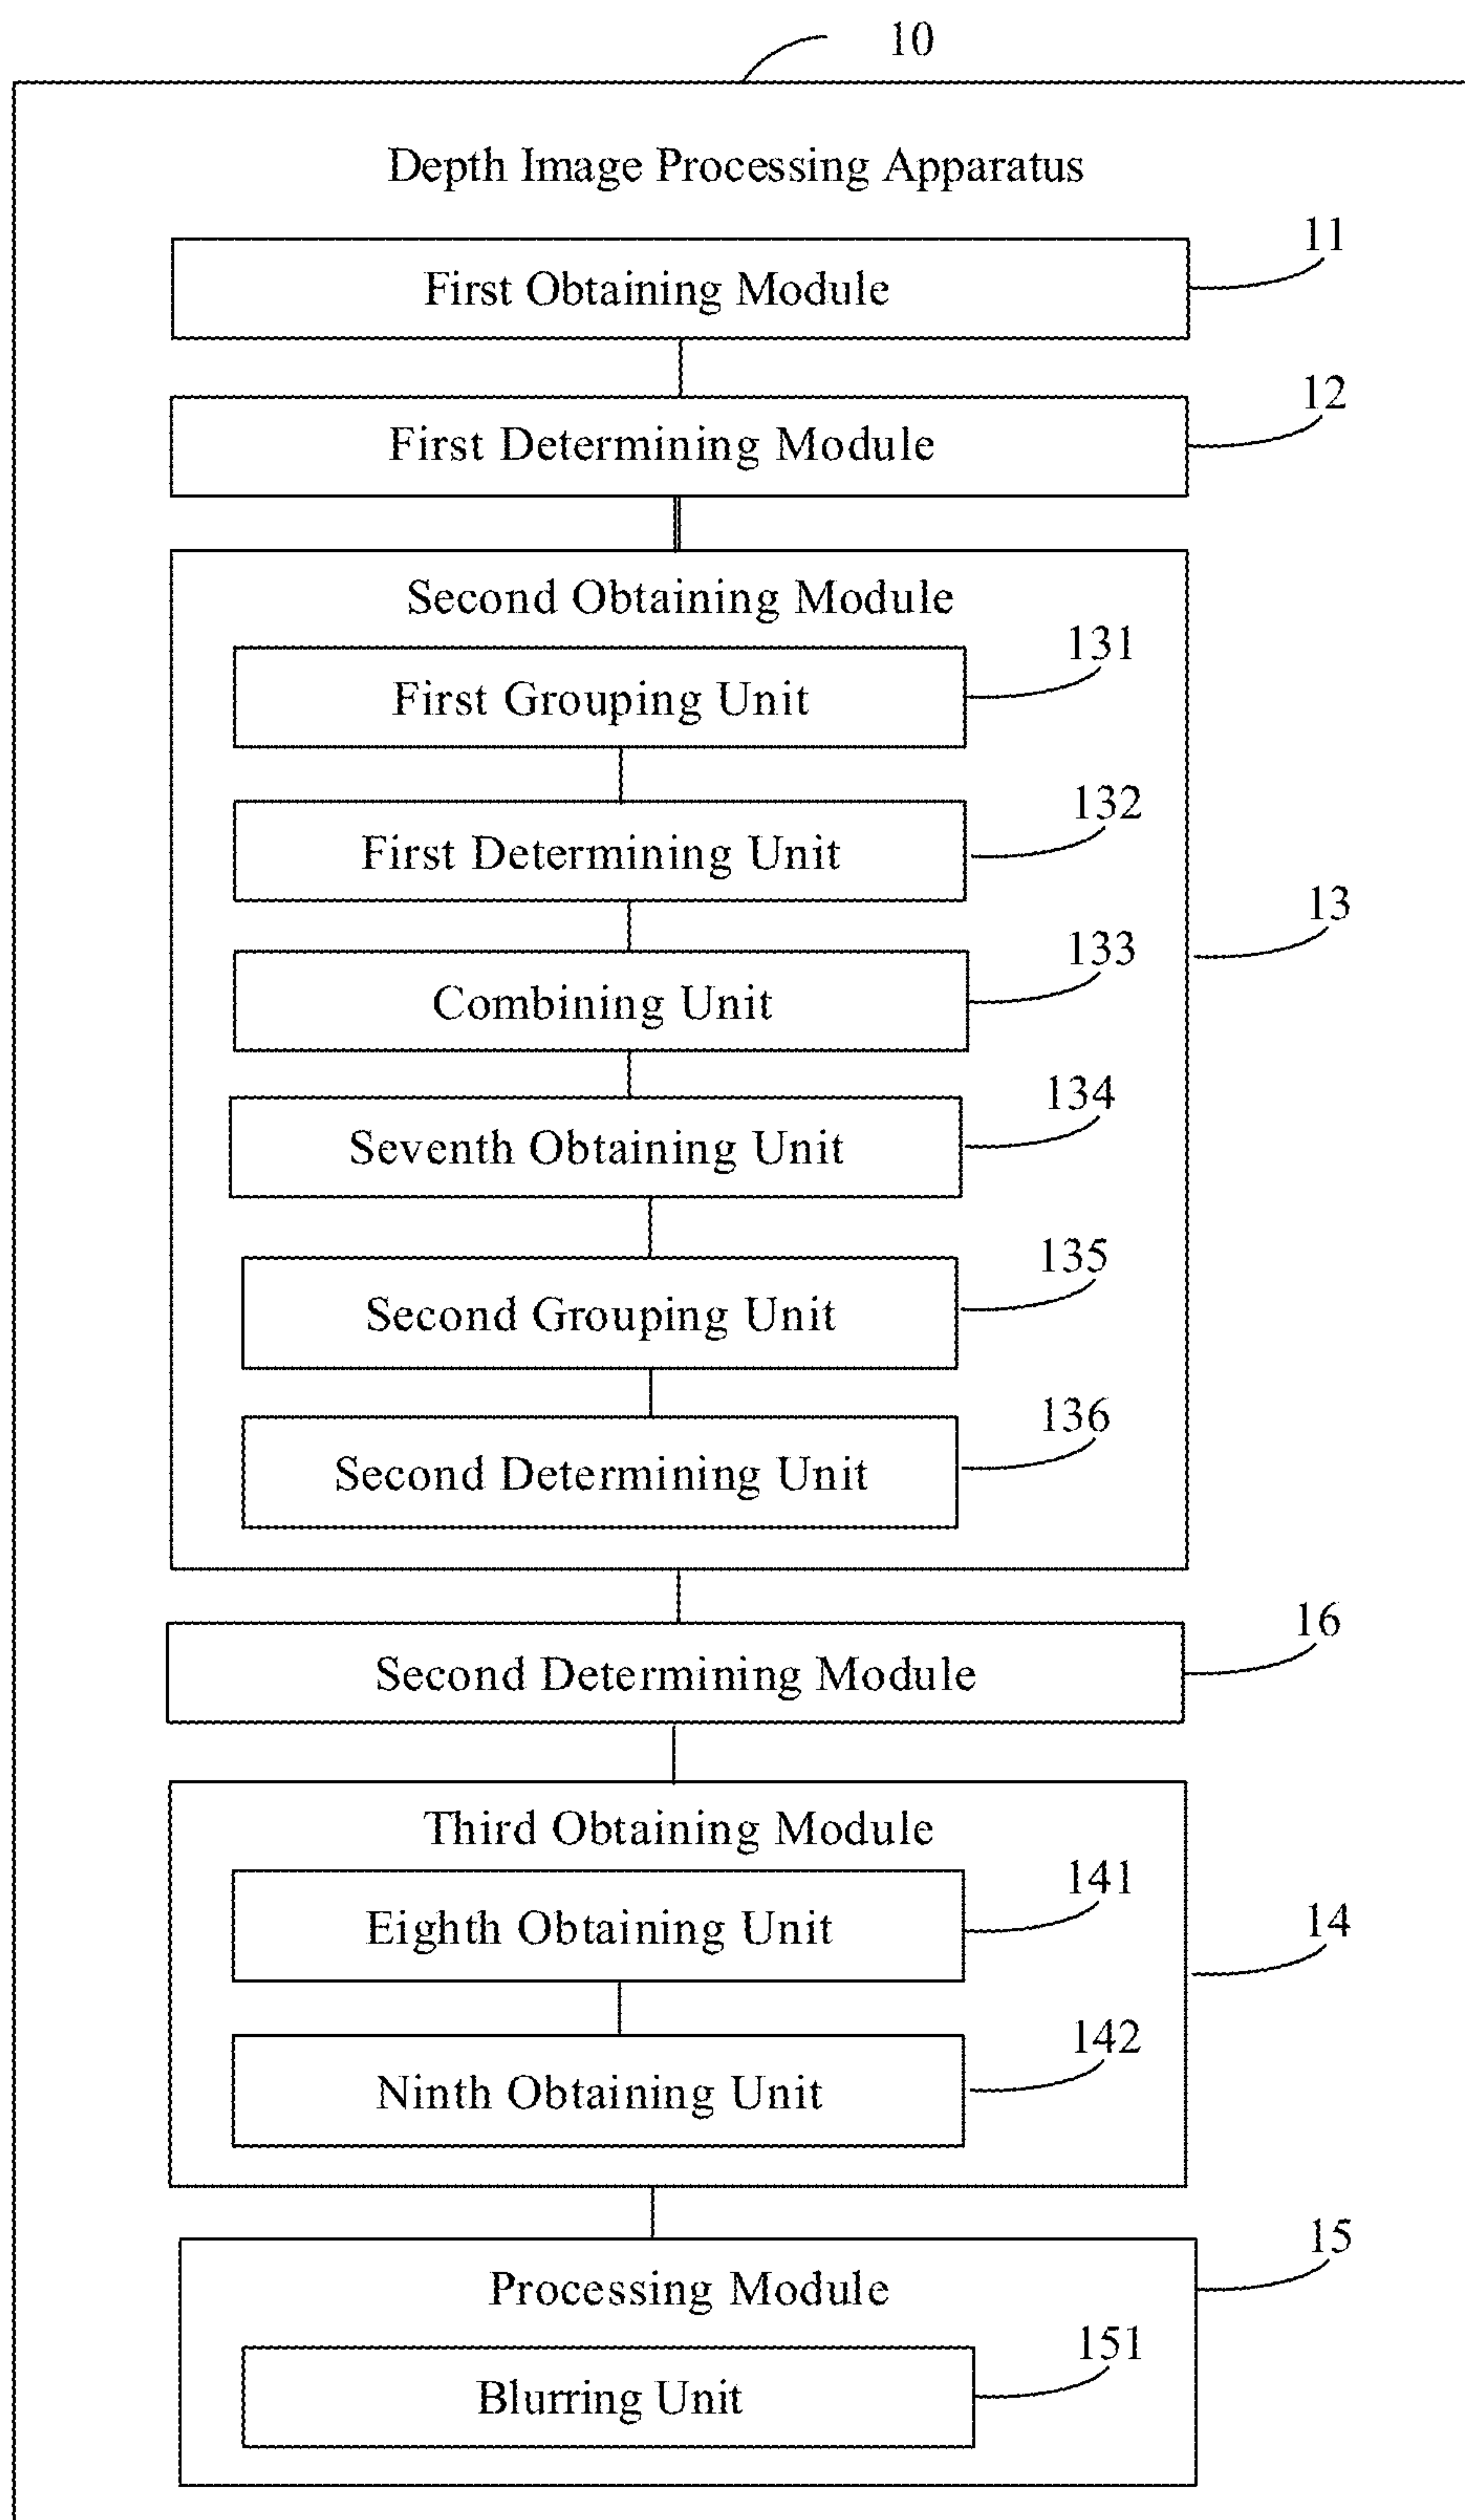 10
Depth Image Processing Apparatus
11
First Obtaining Module
12
First Determining Module
Second Obtaining Module
131
First Grouping Unit
132
First Determining Unit
13
133
Combining Unit
134
Seventh Obtaining Unit
135
Second Grouping Unit
136
Second Determining Unit
16
Second Determining Module
Third Obtaining Module
141
Eighth Obtaining Unit
14
142
Ninth Obtaining Unit
15
Processing Module
151
Blurring Unit